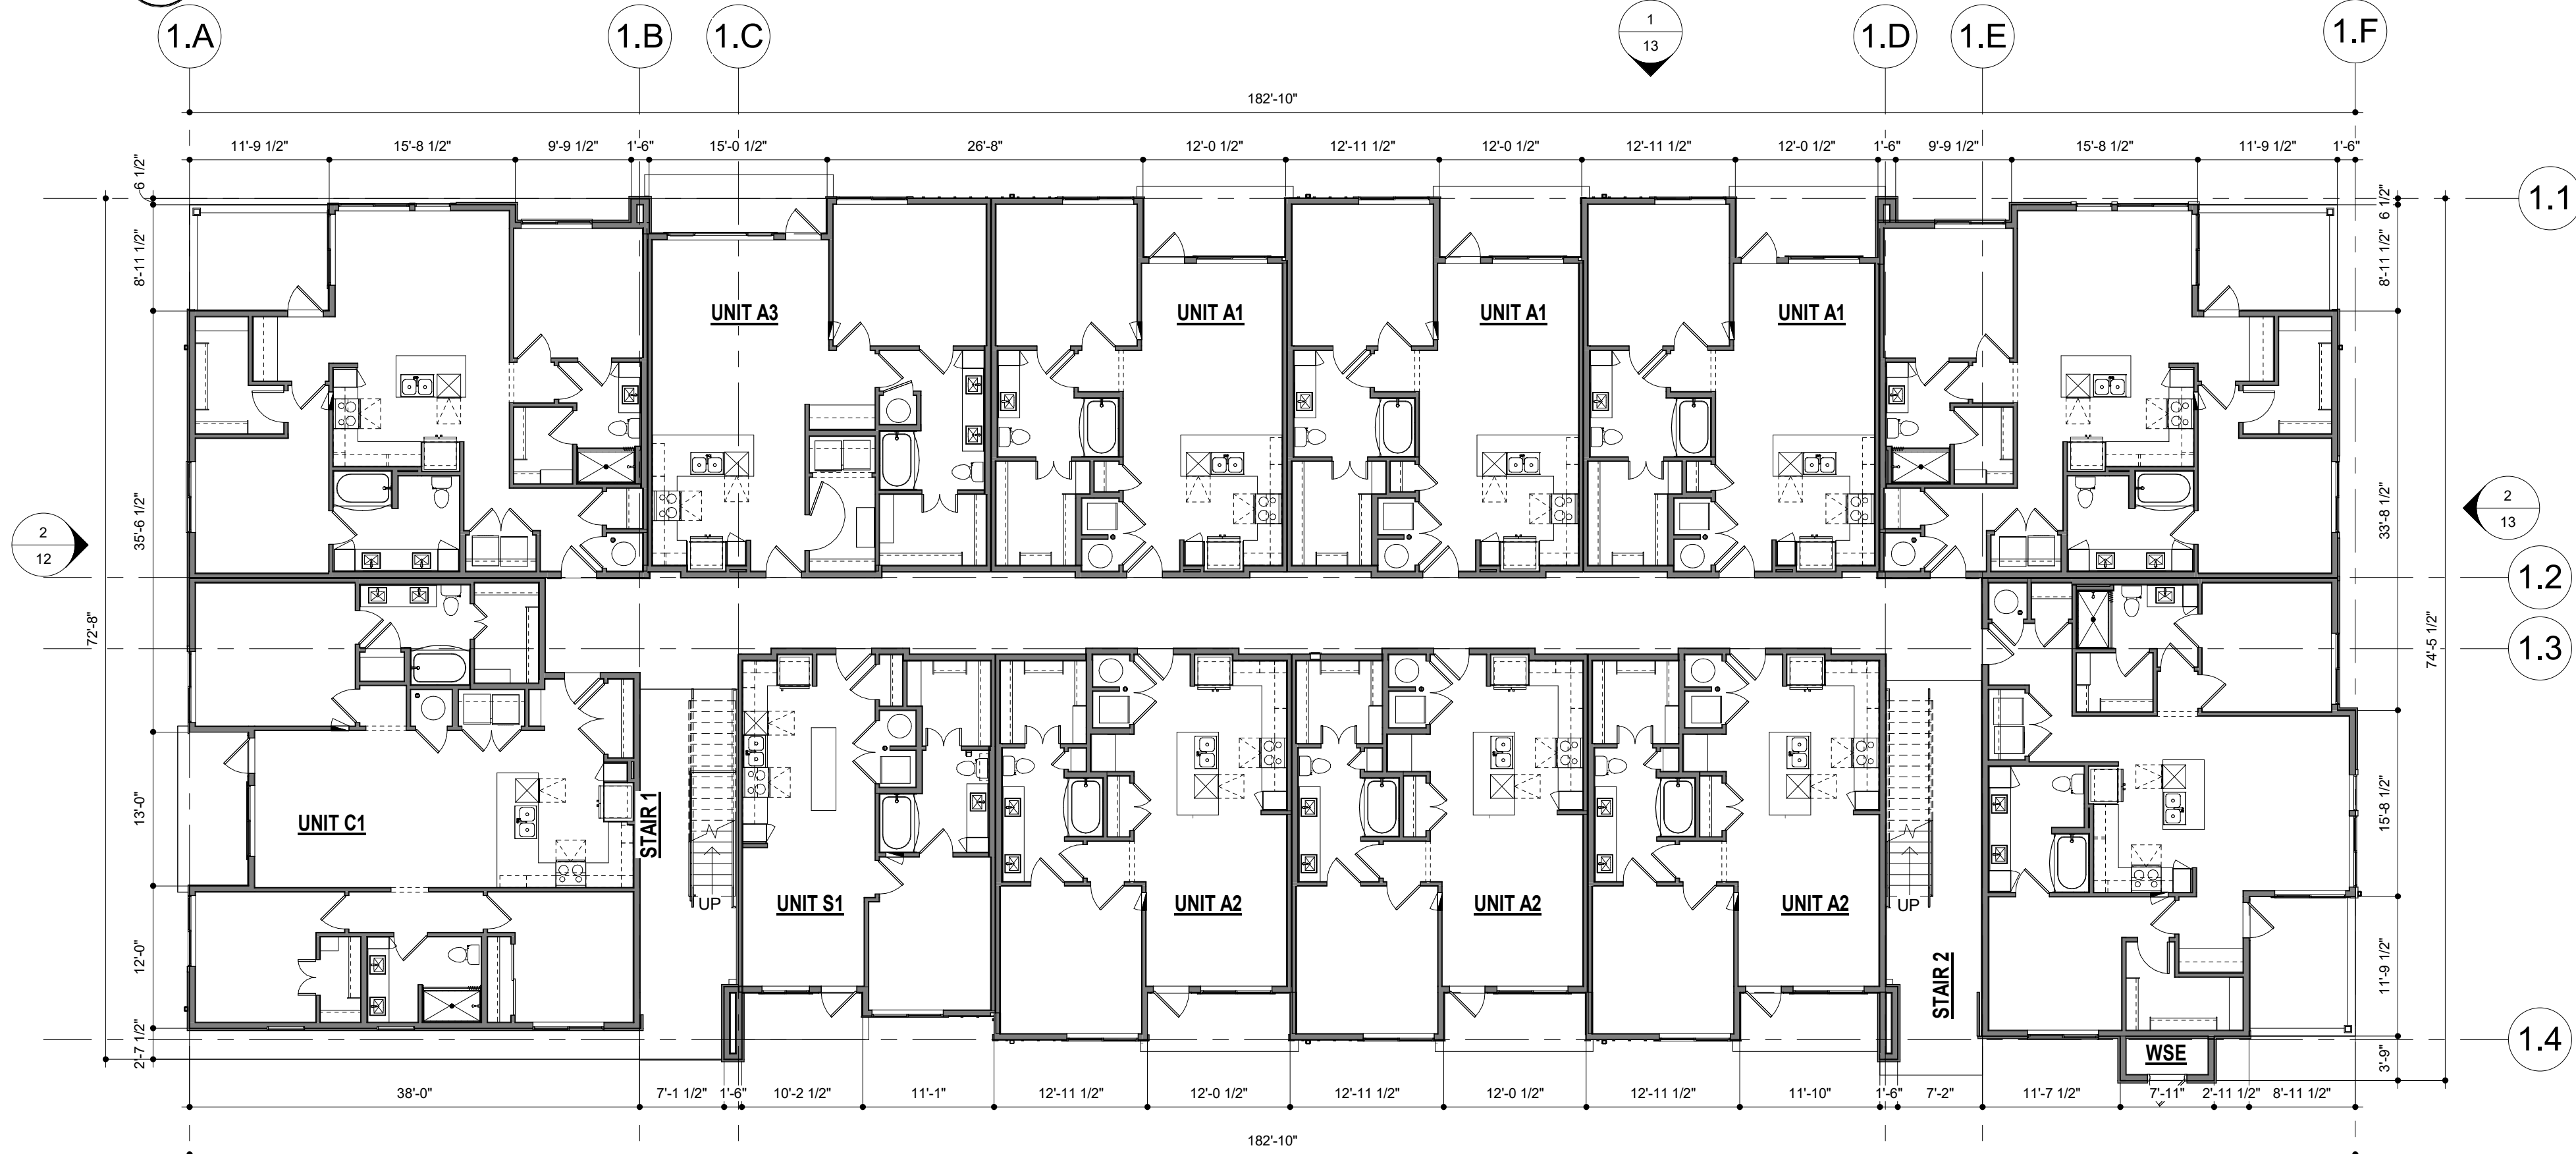 1.A
1.B
1.C
1
13
1.D
1.E
1.F
182'-10"
11'-9 1/2"
15'-8 1/2"
9'-9 1/2"
1'-6"
15'-0 1/2"
26'-8"
12'-0 1/2"
12'-11 1/2"
12'-0 1/2"
12'-11 1/2"
12'-0 1/2"
1'-6"
9'-9 1/2"
15'-8 1/2"
11'-9 1/2"
1'-6"
6 1/2"
8'-11 1/2"
35'-6 1/2"
72'-8"
13'-0"
12'-0"
2'-7 1/2"
2
12
UNIT A3
UNIT A1
UNIT A1
UNIT A1
UNIT C1
STAIR 1
UP
UNIT S1
UNIT A2
UNIT A2
UNIT A2
UP
STAIR 2
WSE
6 1/2"
8'-11 1/2"
33'-8 1/2"
74'-5 1/2"
15'-8 1/2"
11'-9 1/2"
3'-9"
1.1
2
13
1.2
1.3
1.4
38'-0"
7'-1 1/2"
1'-6"
10'-2 1/2"
11'-1"
12'-11 1/2"
12'-0 1/2"
12'-11 1/2"
12'-0 1/2"
12'-11 1/2"
11'-10"
1'-6"
7'-2"
11'-7 1/2"
7'-11"
2'-11 1/2"
8'-11 1/2"
182'-10"